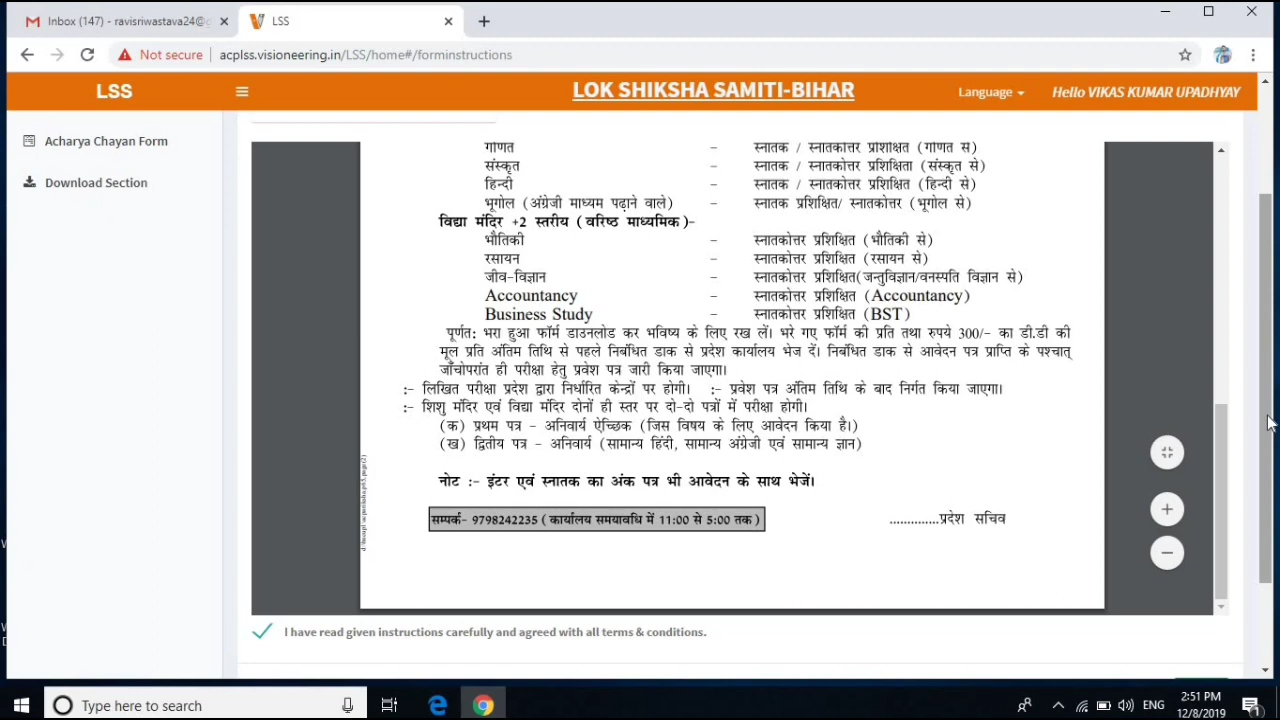 Inbox (147) - ravisriwastava24@
LSS
Not secure
acplss.visioneering.in/LSS/home#/forminstructions
LSS
LOK SHIKSHA SAMITI-BIHAR
Language
Hello VIKAS KUMAR UPADHYAY
Acharya Chayan Form
Download Section
गणित - स्नातक / स्नातकोत्तर प्रशिक्षित (गणित से)
संस्कृत - स्नातक / स्नातकोत्तर प्रशिक्षिता (संस्कृत से)
हिन्दी - स्नातक / स्नातकोत्तर प्रशिक्षित (हिन्दी से)
भूगोल (अंग्रेजी माध्यम पढ़ाने वाले) - स्नातक प्रशिक्षित/ स्नातकोत्तर (भूगोल से)
विद्या मंदिर +2 स्तरीय (वरिष्ठ माध्यमिक)-
भौतिकी - स्नातकोत्तर प्रशिक्षित (भौतिकी से)
रसायन - स्नातकोत्तर प्रशिक्षित (रसायन से)
जीव-विज्ञान - स्नातकोत्तर प्रशिक्षित(जन्तुविज्ञान/वनस्पति विज्ञान से)
Accountancy - स्नातकोत्तर प्रशिक्षित (Accountancy)
Business Study - स्नातकोत्तर प्रशिक्षित (BST)
पूर्णत: भरा हुआ फॉर्म डाउनलोड कर भविष्य के लिए रख लें। भरे गए फॉर्म की प्रति तथा रुपये 300/- का डी.डी की
मूल प्रति अंतिम तिथि से पहले निबंधित डाक से प्रदेश कार्यालय भेज दें। निबंधित डाक से आवेदन पत्र प्राप्ति के पश्चात्
जाँचोपरांत ही परीक्षा हेतु प्रवेश पत्र जारी किया जाएगा।
:- लिखित परीक्षा प्रदेश द्वारा निर्धारित केन्द्रों पर होगी। :- प्रवेश पत्र अंतिम तिथि के बाद निर्गत किया जाएगा।
:- शिशु मंदिर एवं विद्या मंदिर दोनों ही स्तर पर दो-दो पत्रों में परीक्षा होगी।
(क) प्रथम पत्र - अनिवार्य ऐच्छिक (जिस विषय के लिए आवेदन किया है।)
(ख) द्वितीय पत्र - अनिवार्य (सामान्य हिंदी, सामान्य अंग्रेजी एवं सामान्य ज्ञान)
नोट :- इंटर एवं स्नातक का अंक पत्र भी आवेदन के साथ भेजें।
सम्पर्क- 9798242235 (कार्यालय समयावधि में 11:00 से 5:00 तक)
..............प्रदेश सचिव
I have read given instructions carefully and agreed with all terms & conditions.
Type here to search
ENG
2:51 PM
12/8/2019